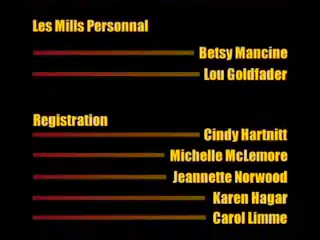 Les Mills Personnal
Betsy Mancine
Lou Goldfader
Registration
Cindy Hartnitt
Michelle McLemore
Jeannette Norwood
Karen Hagar
Carol Limme